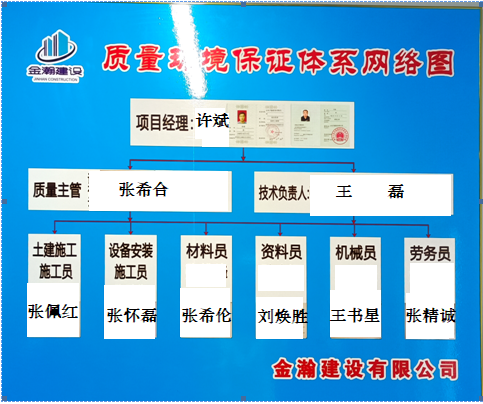 质量环境保证体系网络图
金瀚建设
JINHAN CONSTRUCTION
项目经理：许斌
质量主管 张希合
技术负责人： 王 磊
土建施工 设备安装 材料员 资料员 机械员 劳务员
施工员 施工员
张佩红 张怀磊 张希伦 刘焕胜 王书星 张精诚
金瀚建设有限公司